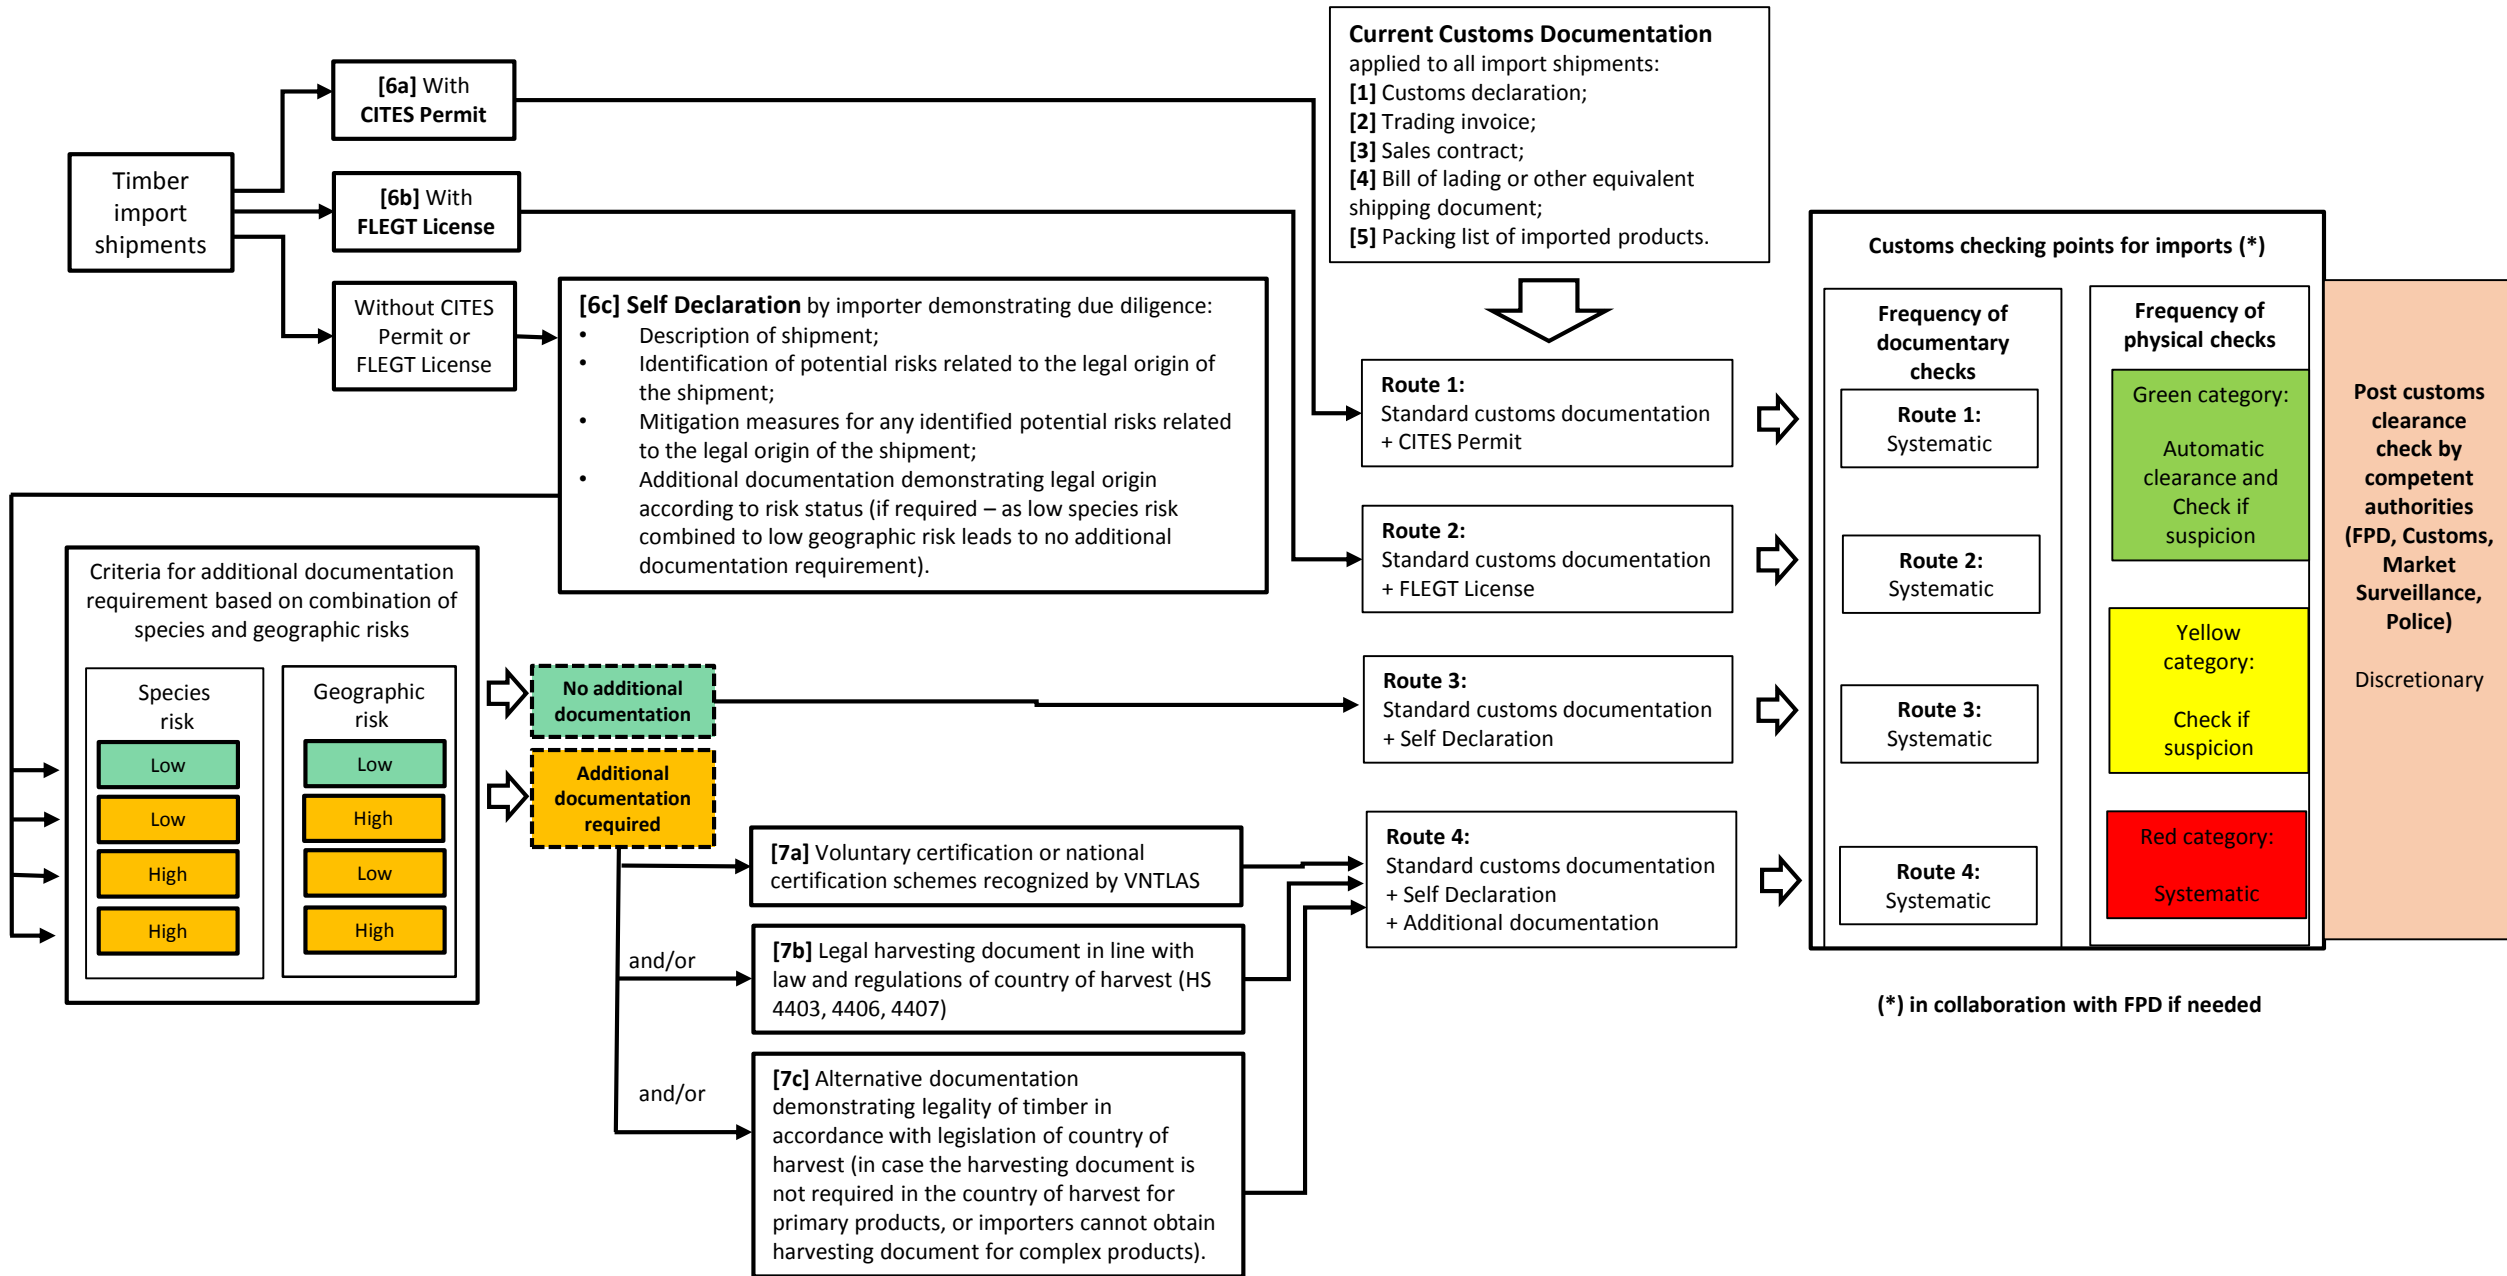 Timber
import
shipments
[6a] With
CITES Permit
[6b] With
FLEGT License
Without CITES
Permit or
FLEGT License
[6c] Self Declaration by importer demonstrating due diligence:
• Description of shipment;
• Identification of potential risks related to the legal origin of
the shipment;
• Mitigation measures for any identified potential risks related
to the legal origin of the shipment;
• Additional documentation demonstrating legal origin
according to risk status (if required – as low species risk
combined to low geographic risk leads to no additional
documentation requirement).
Criteria for additional documentation
requirement based on combination of
species and geographic risks
Species
risk
Low
Low
High
High
Geographic
risk
Low
High
Low
High
No additional
documentation
Additional
documentation
required
and/or
and/or
[7a] Voluntary certification or national
certification schemes recognized by VNTLAS
[7b] Legal harvesting document in line with
law and regulations of country of harvest (HS
4403, 4406, 4407)
[7c] Alternative documentation
demonstrating legality of timber in
accordance with legislation of country of
harvest (in case the harvesting document is
not required in the country of harvest for
primary products, or importers cannot obtain
harvesting document for complex products).
Current Customs Documentation
applied to all import shipments:
[1] Customs declaration;
[2] Trading invoice;
[3] Sales contract;
[4] Bill of lading or other equivalent
shipping document;
[5] Packing list of imported products.
Route 1:
Standard customs documentation
+ CITES Permit
Route 2:
Standard customs documentation
+ FLEGT License
Route 3:
Standard customs documentation
+ Self Declaration
Route 4:
Standard customs documentation
+ Self Declaration
+ Additional documentation
Customs checking points for imports (*)
Frequency of
documentary
checks
Route 1:
Systematic
Route 2:
Systematic
Route 3:
Systematic
Route 4:
Systematic
Frequency of
physical checks
Green category:
Automatic
clearance and
Check if
suspicion
Yellow
category:
Check if
suspicion
Red category:
Systematic
Post customs
clearance
check by
competent
authorities
(FPD, Customs,
Market
Surveillance,
Police)
Discretionary
(*) in collaboration with FPD if needed